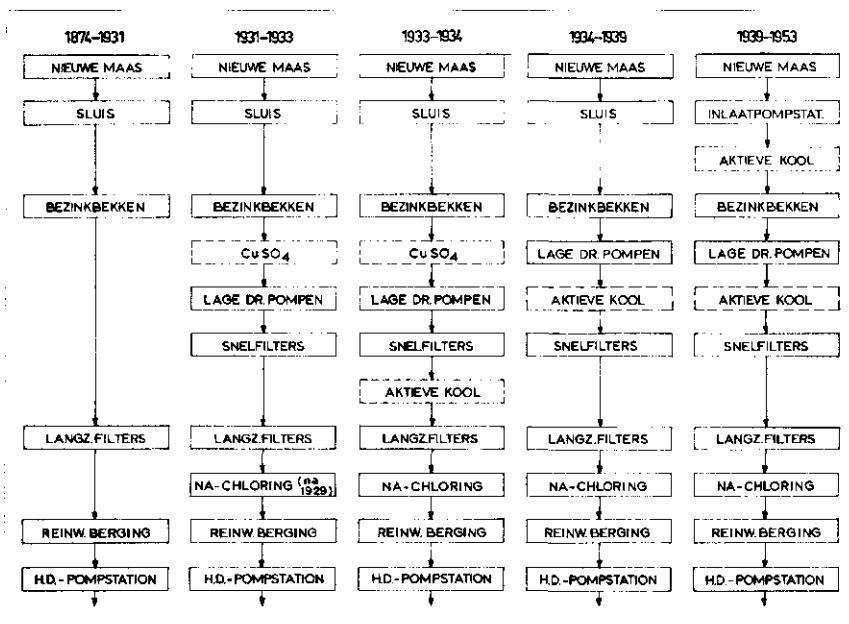 1874-1931
NIEUWE MAAS
SLUIS
BEZINKBEKKEN
LANGZ.FILTERS
REINW. BERGING
H.D.-POMPSTATION
1931-1933
NIEUWE MAAS
SLUIS
BEZINKBEKKEN
CuSO4
LAGE DR. POMPEN
SNELFILTERS
LANGZ.FILTERS
NA-CHLORING (na 1929)
REINW. BERGING
H.D.-POMPSTATION
1933-1934
NIEUWE MAAS
SLUIS
BEZINKBEKKEN
CuSO4
LAGE DR. POMPEN
SNELFILTERS
AKTIEVE KOOL
LANGZ.FILTERS
NA-CHLORING
REINW. BERGING
H.D.-POMPSTATION
1934-1939
NIEUWE MAAS
SLUIS
BEZINKBEKKEN
LAGE DR. POMPEN
AKTIEVE KOOL
SNELFILTERS
LANGZ.FILTERS
NA-CHLORING
REINW. BERGING
H.D.-POMPSTATION
1939-1953
NIEUWE MAAS
INLAATPOMPSTAT.
AKTIEVE KOOL
BEZINKBEKKEN
LAGE DR. POMPEN
AKTIEVE KOOL
SNELFILTERS
LANGZ.FILTERS
NA-CHLORING
REINW. BERGING
H.D.-POMPSTATION